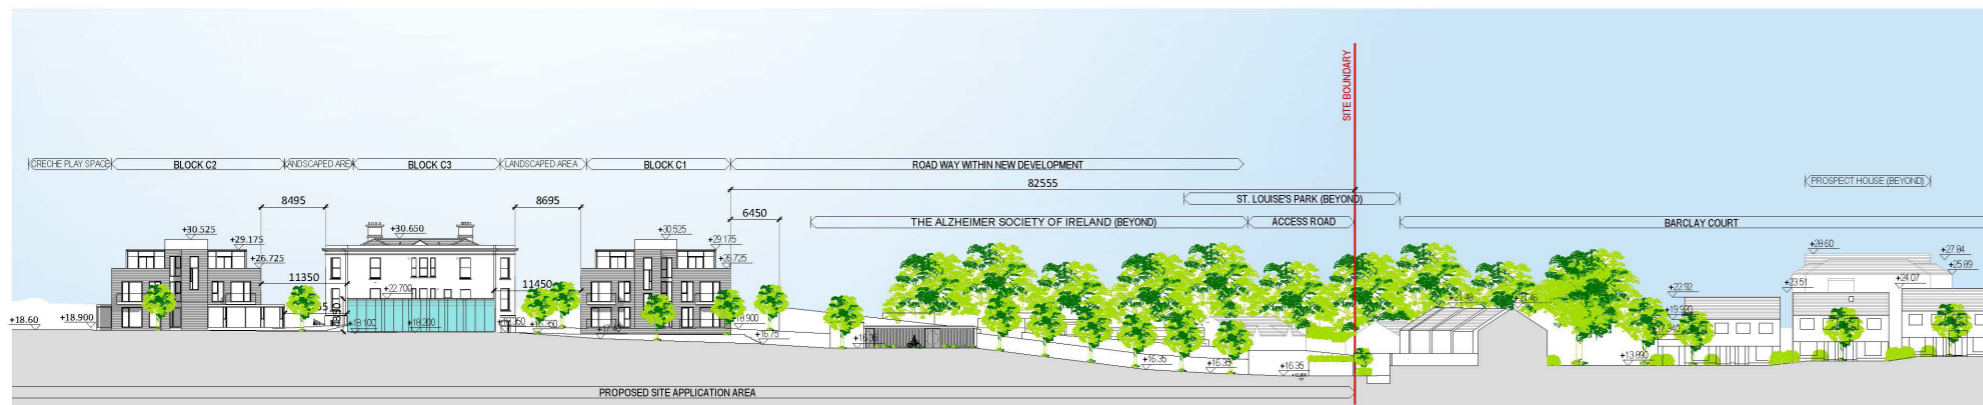 SITE BOUNDARY
CRECHE PLAY SPACE
BLOCK C2
LANDSCAPED AREA
BLOCK C3
LANDSCAPED AREA
BLOCK C1
ROAD WAY WITHIN NEW DEVELOPMENT
82555
PROSPECT HOUSE (BEYOND)
ST. LOUISE'S PARK (BEYOND)
8495
8695
6450
THE ALZHEIMER SOCIETY OF IRELAND (BEYOND)
ACCESS ROAD
BARCLAY COURT
+30.525
+30.650
+30.525
+29.175
+29.175
+28.60
+27.84
+26.725
+26.725
+25.89
11350
11450
+24.07
+23.51
+22.700
+22.92
+19.920
+18.60
+18.900
+18.100
+18.200
+16.75
+16.35
+16.35
+16.35
+16.35
+13.890
PROPOSED SITE APPLICATION AREA